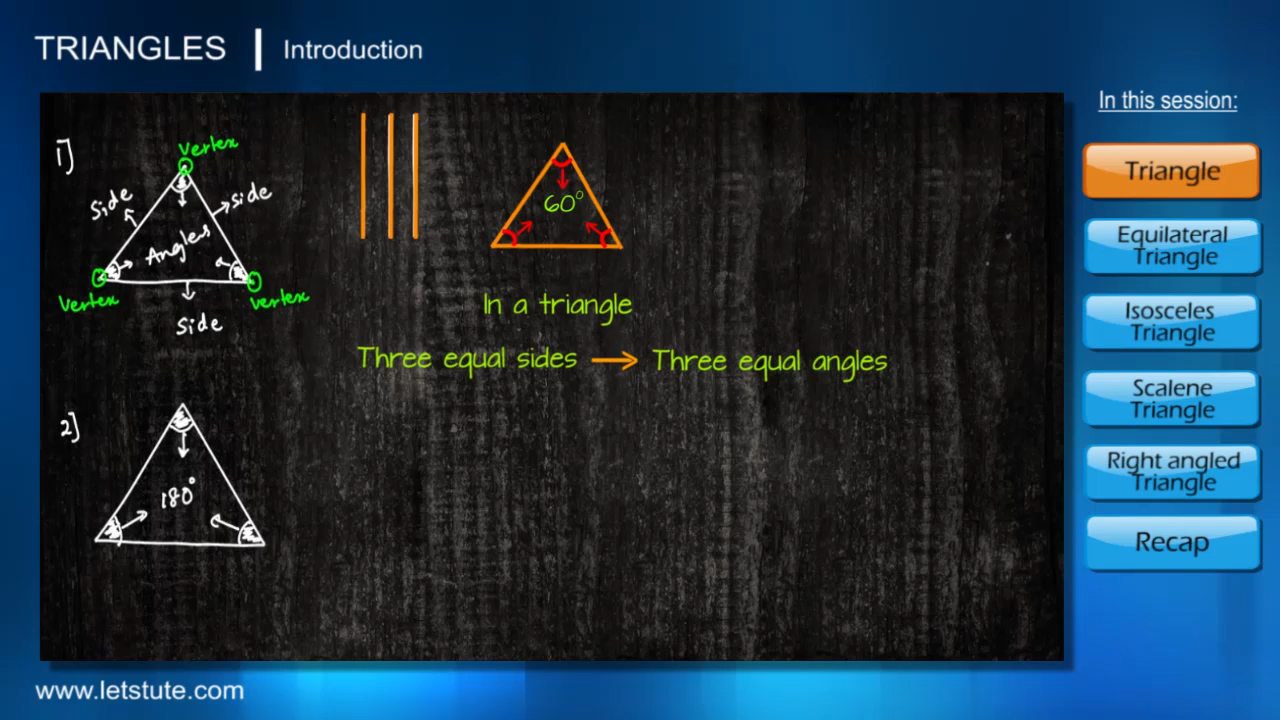 TRIANGLES | Introduction
In this session:
Triangle
Equilateral
Triangle
Isosceles
Triangle
Scalene
Triangle
Right angled
Triangle
Recap
1]
Vertex
Side
Side
Angles
Vertex
Vertex
Side
60°
In a triangle
Three equal sides → Three equal angles
2]
180°
www.letstute.com